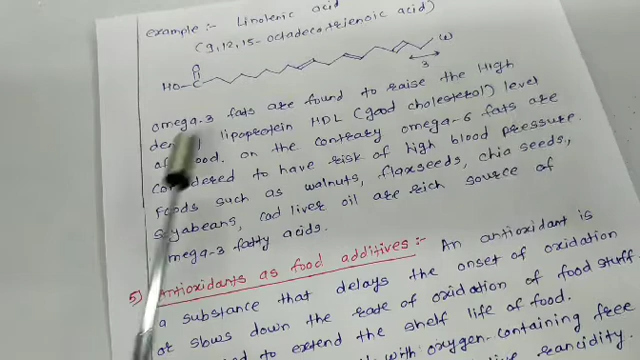 example :- Linolenic acid
(9,12,15- octadecatrienoic acid)
HO-C
O
(ω)
3
omega-3 fats are found to raise the High
lipoprotein HDL (good cholesterol) level
on the contrary omega-6 fats are
to have risk of high blood pressure.
Foods such as walnuts, flaxseeds, chia seeds,
soyabeans, cod liver oil are rich source of
omega-3 fatty acids.
5) Antioxidants as food additives :- An antioxidant is
a substance that delays the onset of oxidation
or slows down the rate of oxidation of food stuff.
to extend the shelf life of food.
with oxygen-containing free
rancidity.